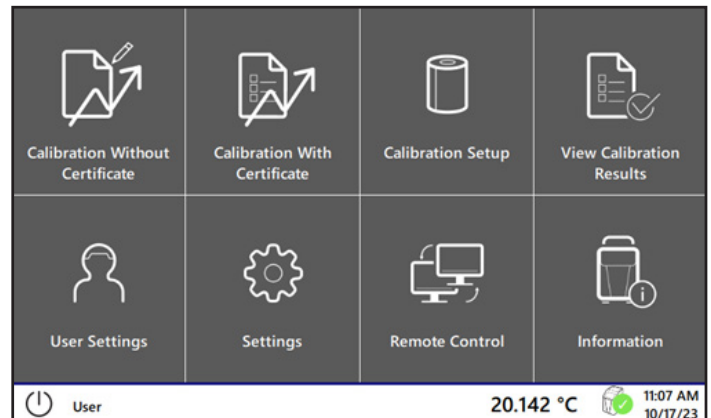 Calibration Without
Certificate
Calibration With
Certificate
Calibration Setup
View Calibration
Results
User Settings
Settings
Remote Control
Information
User
20.142 °C
11:07 AM
10/17/23